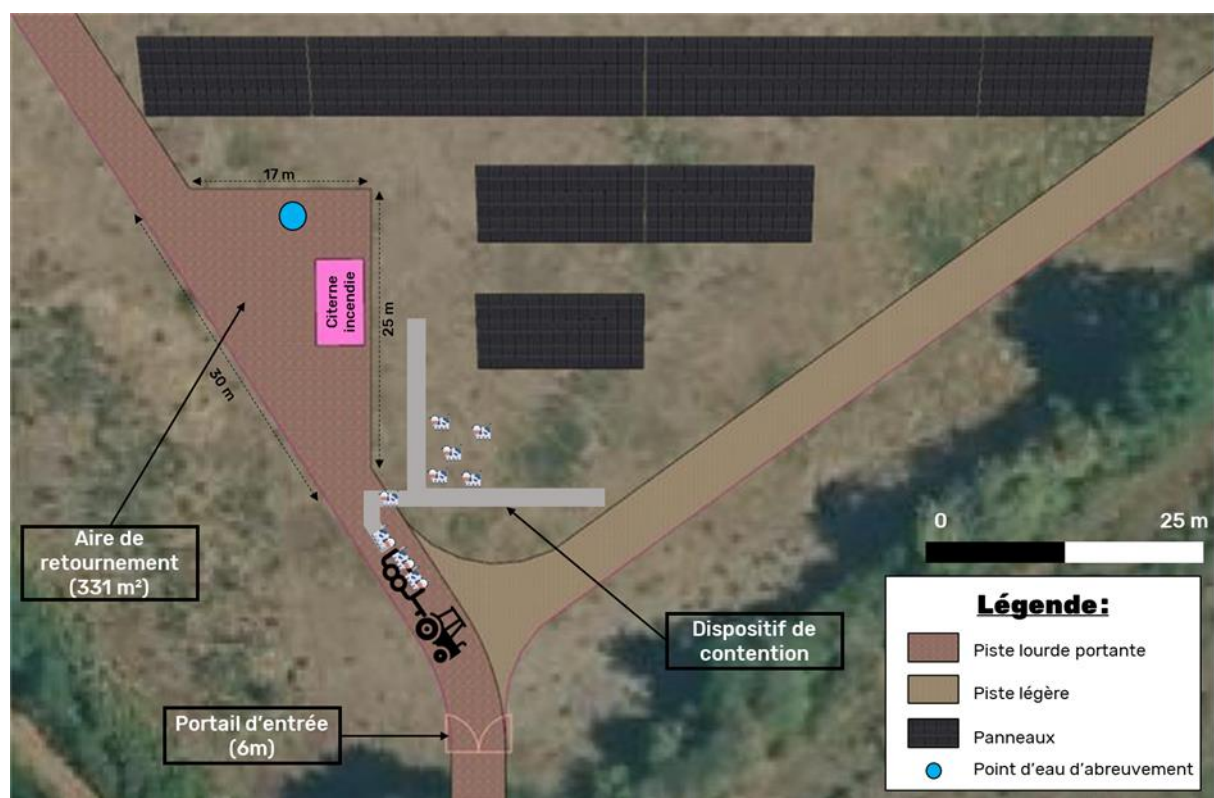 17 m
Citerne
incendie
25 m
30 m
Aire de
retournement
(331 m²)
0 25 m
Dispositif de
contention
Portail d'entrée
(6m)
Légende:
Piste lourde portante
Piste légère
Panneaux
Point d'eau d'abreuvement